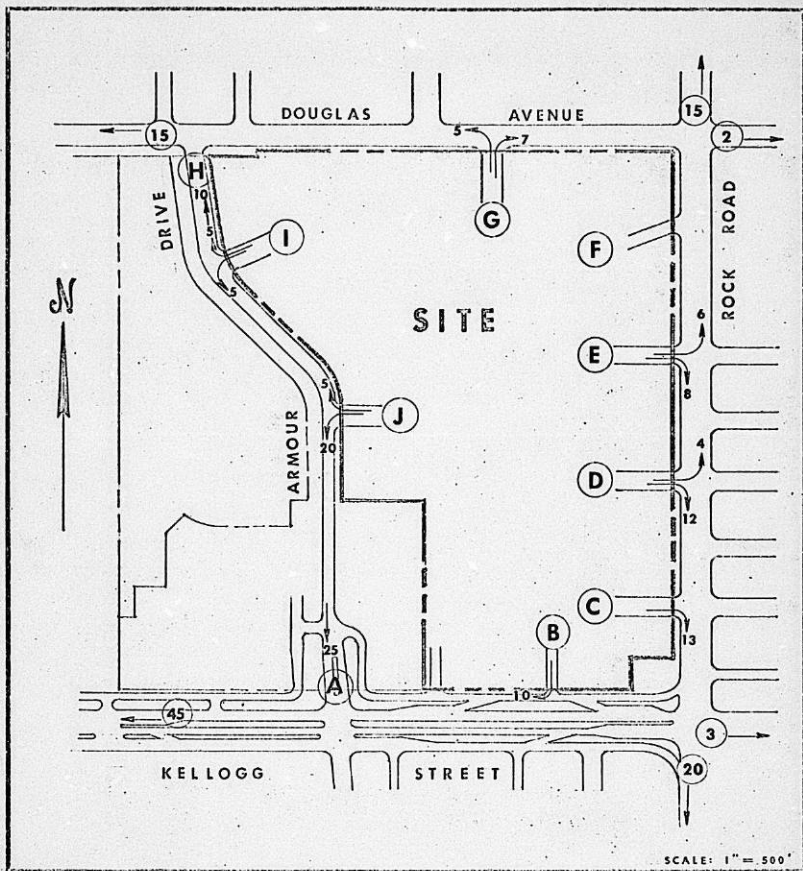 DOUGLAS AVENUE
15
15
2
5
7
H
10
G
DRIVE
5
I
F
ROCK ROAD
5
N
SITE
6
E
8
5
J
20
4
ARMOUR
D
12
C
13
B
25
A
10
45
3
KELLOGG STREET
20
SCALE: 1" = 500'